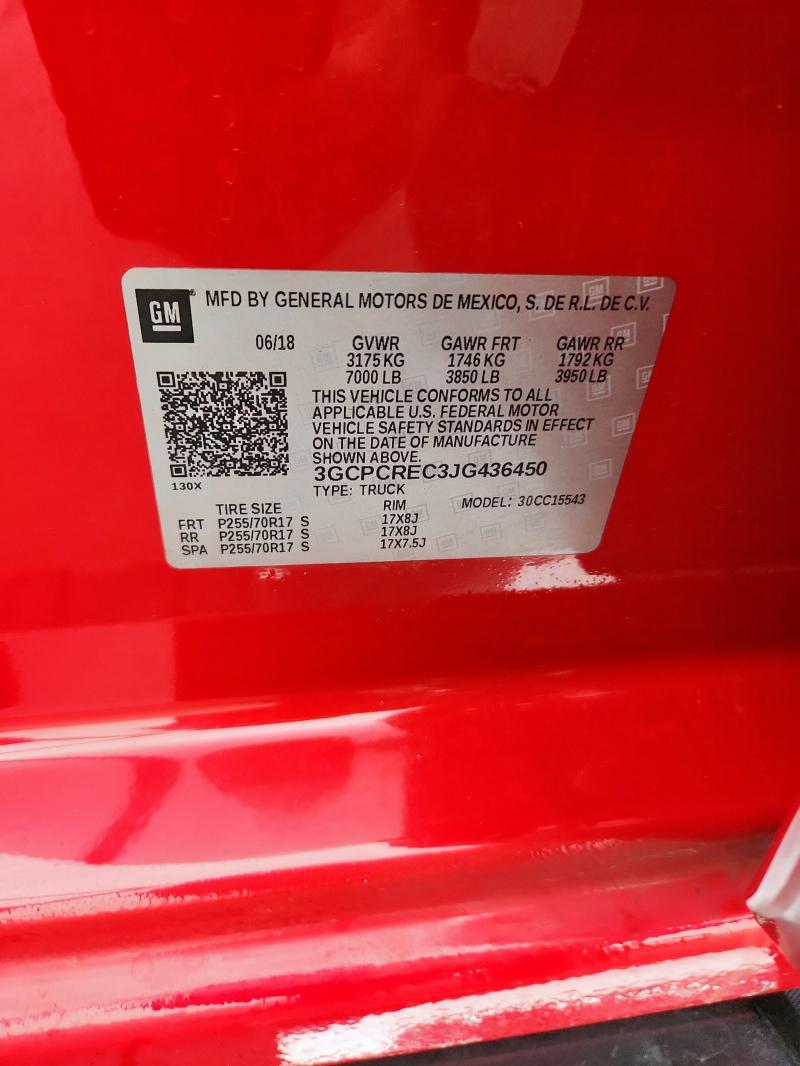 GM
MFD BY GENERAL MOTORS DE MEXICO, S. DE R.L. DE C.V.
06/18 GVWR GAWR FRT GAWR RR
3175 KG 1746 KG 1792 KG
7000 LB 3850 LB 3950 LB
THIS VEHICLE CONFORMS TO ALL
APPLICABLE U.S. FEDERAL MOTOR
VEHICLE SAFETY STANDARDS IN EFFECT
ON THE DATE OF MANUFACTURE
SHOWN ABOVE.
3GCPCREC3JG436450
130X
TYPE: TRUCK
MODEL: 30CC15543
TIRE SIZE RIM
FRT P255/70R17 S 17X8J
RR P255/70R17 S 17X8J
SPA P255/70R17 S 17X7.5J